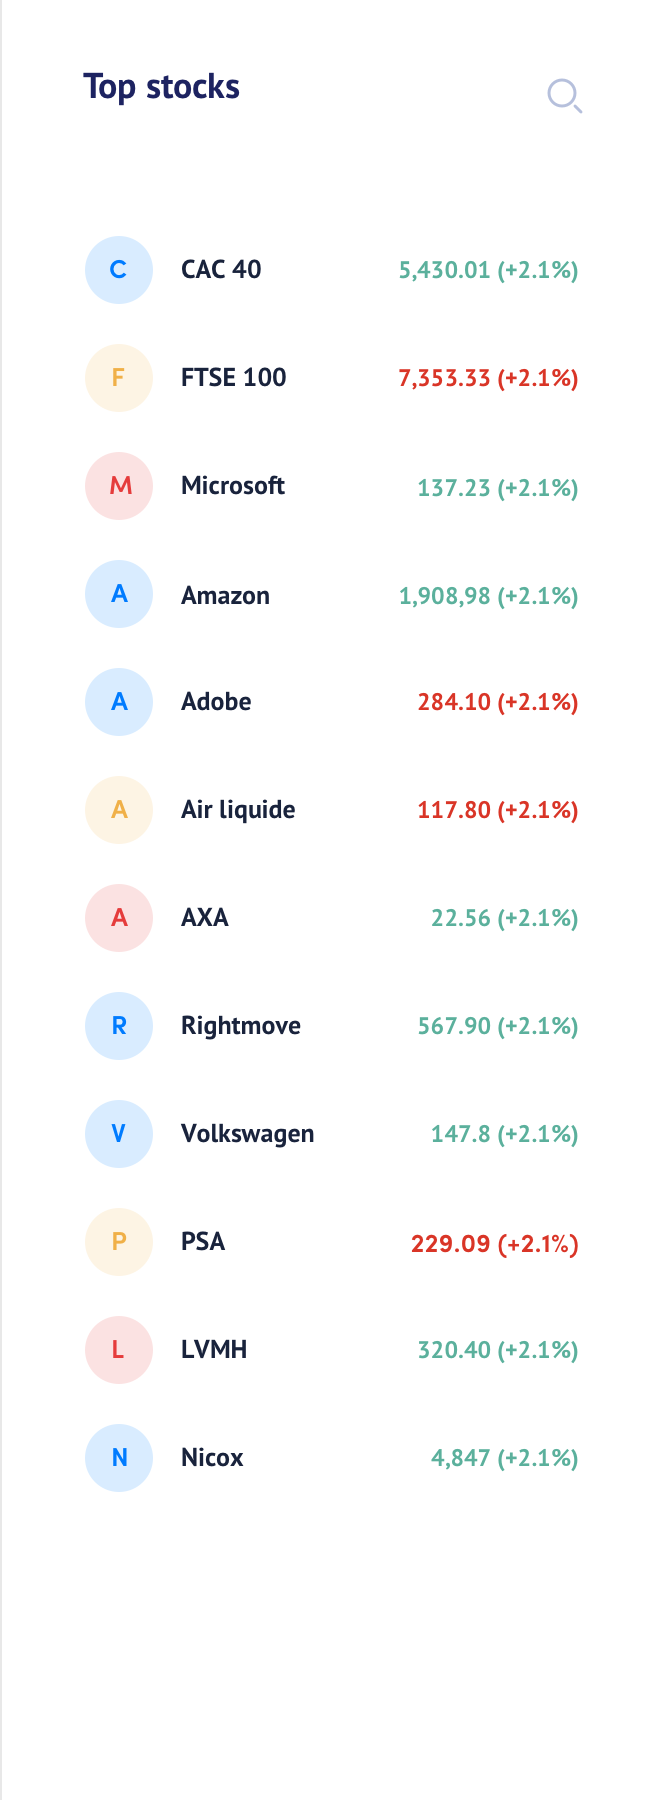 Top stocks
C CAC 40 5,430.01 (+2.1%)
F FTSE 100 7,353.33 (+2.1%)
M Microsoft 137.23 (+2.1%)
A Amazon 1,908,98 (+2.1%)
A Adobe 284.10 (+2.1%)
A Air liquide 117.80 (+2.1%)
A AXA 22.56 (+2.1%)
R Rightmove 567.90 (+2.1%)
V Volkswagen 147.8 (+2.1%)
P PSA 229.09 (+2.1%)
L LVMH 320.40 (+2.1%)
N Nicox 4,847 (+2.1%)